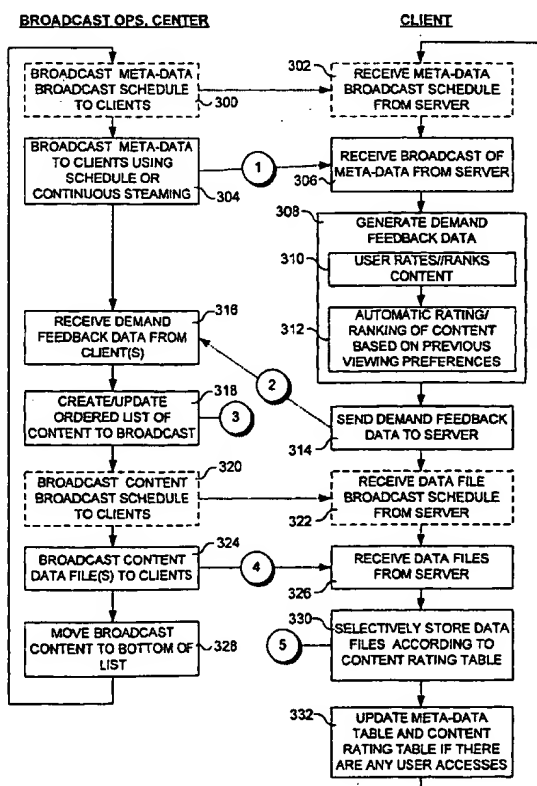 BROADCAST OPS. CENTER
CLIENT
BROADCAST META-DATA
BROADCAST SCHEDULE
TO CLIENTS
300
302
RECEIVE META-DATA
BROADCAST SCHEDULE
FROM SERVER
BROADCAST META-DATA
TO CLIENTS USING
SCHEDULE OR
CONTINUOUS STEAMING
304
1
RECEIVE BROADCAST OF
META-DATA FROM SERVER
306
308
GENERATE DEMAND
FEEDBACK DATA
310
USER RATES//RANKS
CONTENT
312
AUTOMATIC RATING/
RANKING OF CONTENT
BASED ON PREVIOUS
VIEWING PREFERENCES
316
RECEIVE DEMAND
FEEDBACK DATA FROM
CLIENT(S)
2
318
CREATE/UPDATE
ORDERED LIST OF
CONTENT TO BROADCAST
3
SEND DEMAND FEEDBACK
DATA TO SERVER
314
320
BROADCAST CONTENT
BROADCAST SCHEDULE
TO CLIENTS
RECEIVE DATA FILE
BROADCAST SCHEDULE
FROM SERVER
322
324
BROADCAST CONTENT
DATA FILE(S) TO CLIENTS
4
RECEIVE DATA FILES
FROM SERVER
326
MOVE BROADCAST
CONTENT TO BOTTOM OF
LIST
328
330
SELECTIVELY STORE DATA
FILES ACCORDING TO
CONTENT RATING TABLE
5
332
UPDATE META-DATA
TABLE AND CONTENT
RATING TABLE IF THERE
ARE ANY USER ACCESSES